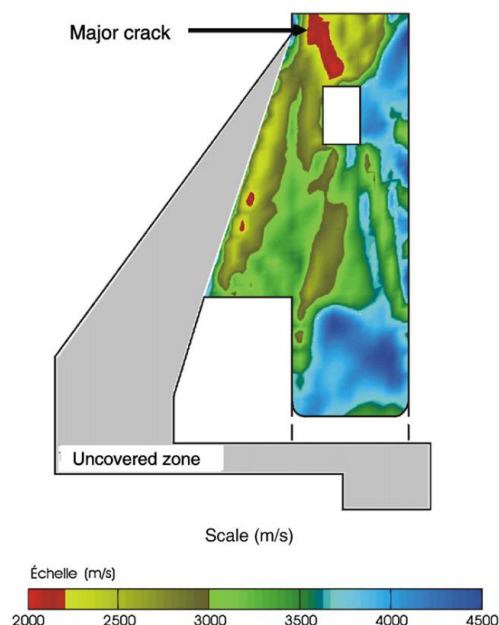 Major crack
Uncovered zone
Scale (m/s)
Échelle (m/s)
2000 2500 3000 3500 4000 4500